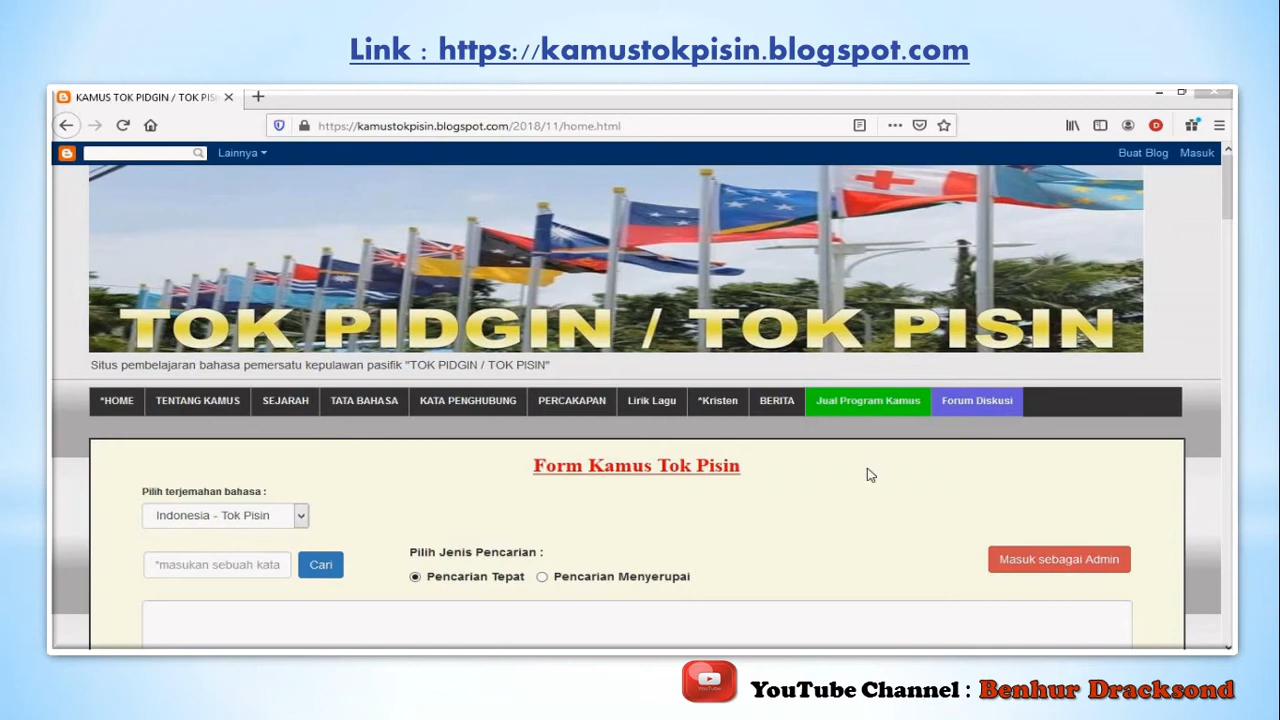 Link : https://kamustokpisin.blogspot.com
KAMUS TOK PIDGIN / TOK PIS
https://kamustokpisin.blogspot.com/2018/11/home.html
Lainnya
Buat Blog Masuk
TOK PIDGIN / TOK PISIN
Situs pembelajaran bahasa pemersatu kepulawan pasifik "TOK PIDGIN / TOK PISIN"
*HOME TENTANG KAMUS SEJARAH TATA BAHASA KATA PENGHUBUNG PERCAKAPAN Lirik Lagu *Kristen BERITA Jual Program Kamus Forum Diskusi
Form Kamus Tok Pisin
Pilih terjemahan bahasa :
Indonesia - Tok Pisin
Pilih Jenis Pencarian :
*masukan sebuah kata Cari
Masuk sebagai Admin
Pencarian Tepat Pencarian Menyerupai
YouTube
YouTube Channel : Benhur Dracksond